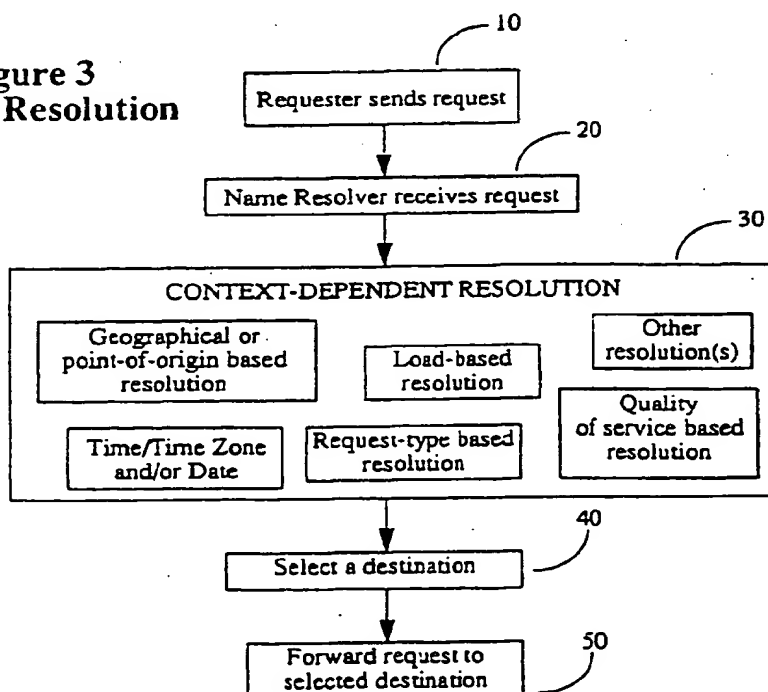 gure 3
Resolution
10
Requester sends request
20
Name Resolver receives request
30
CONTEXT-DEPENDENT RESOLUTION
Geographical or
point-of-origin based
resolution
Load-based
resolution
Other
resolution(s)
Time/Time Zone
and/or Date
Request-type based
resolution
Quality
of service based
resolution
40
Select a destination
50
Forward request to
selected destination